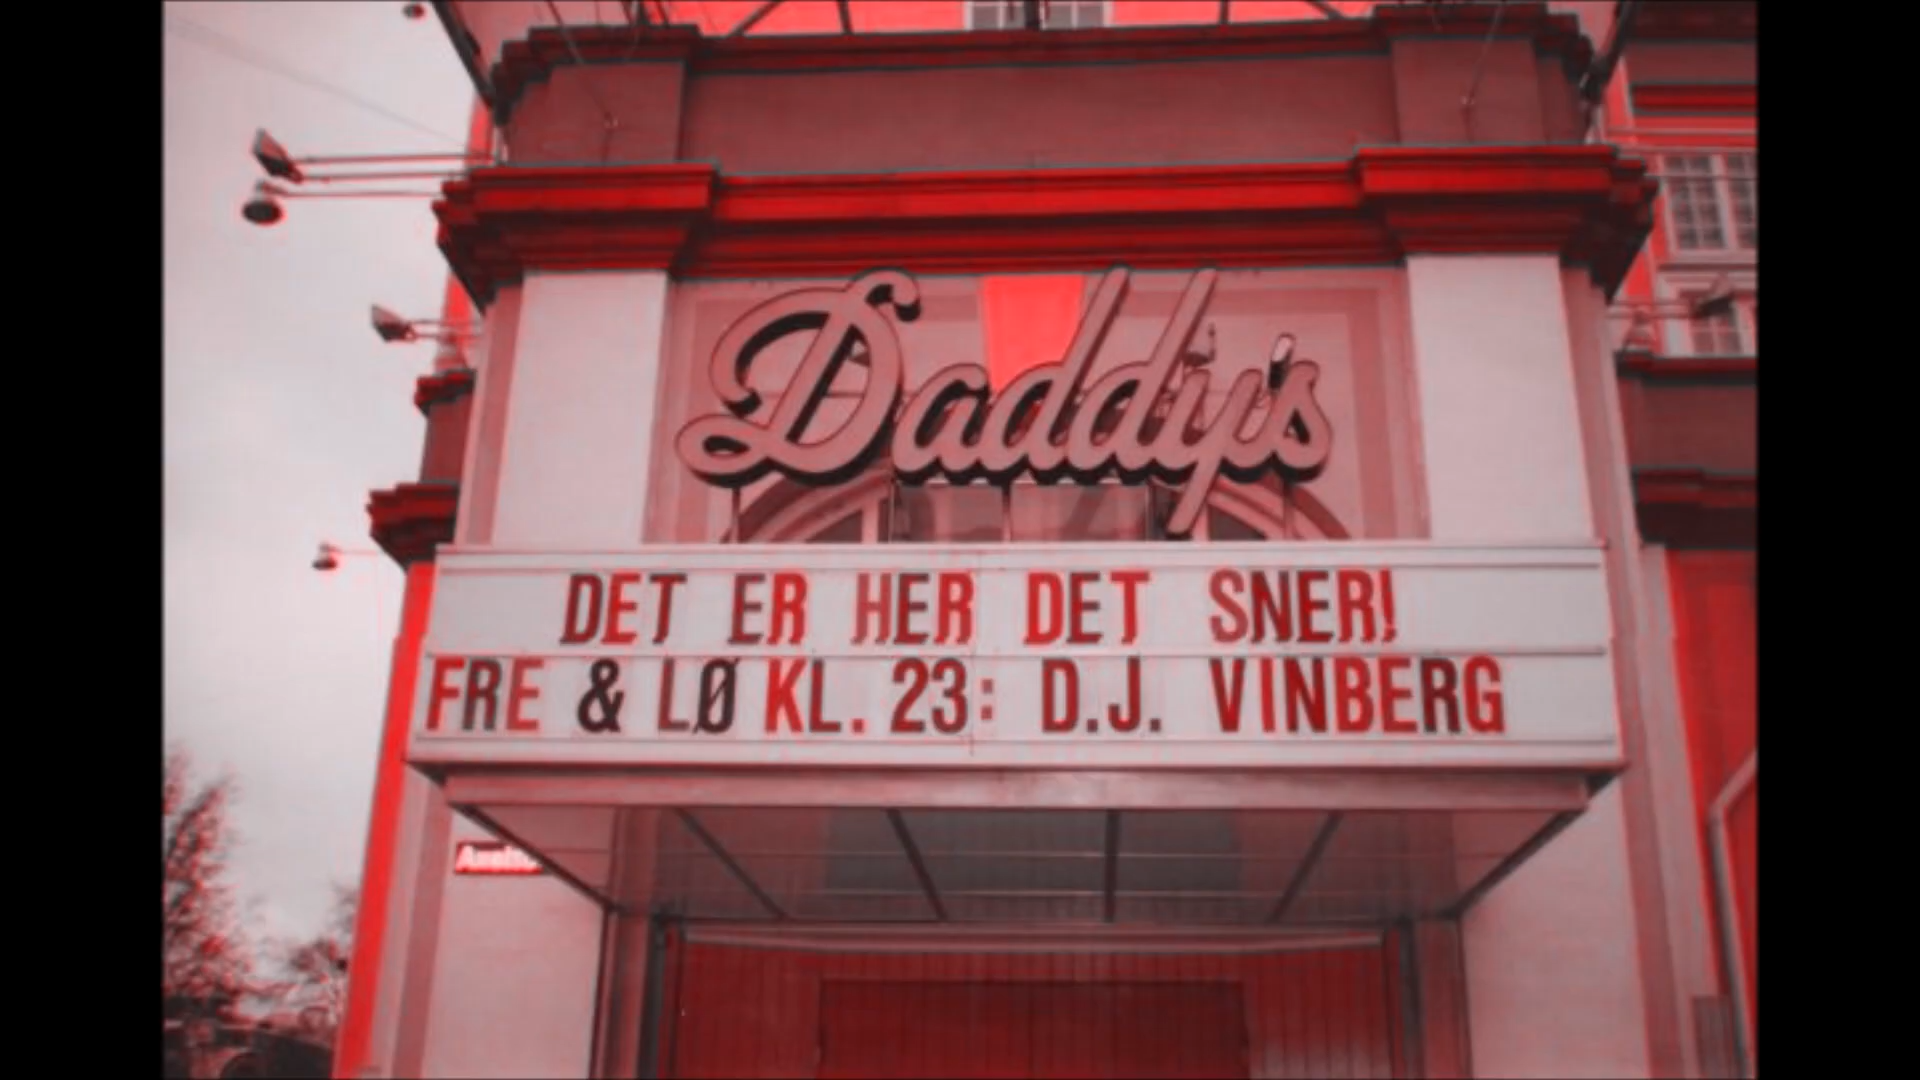 Daddy's
DET ER HER DET SNER!
FRE & LØ KL. 23: D.J. VINBERG